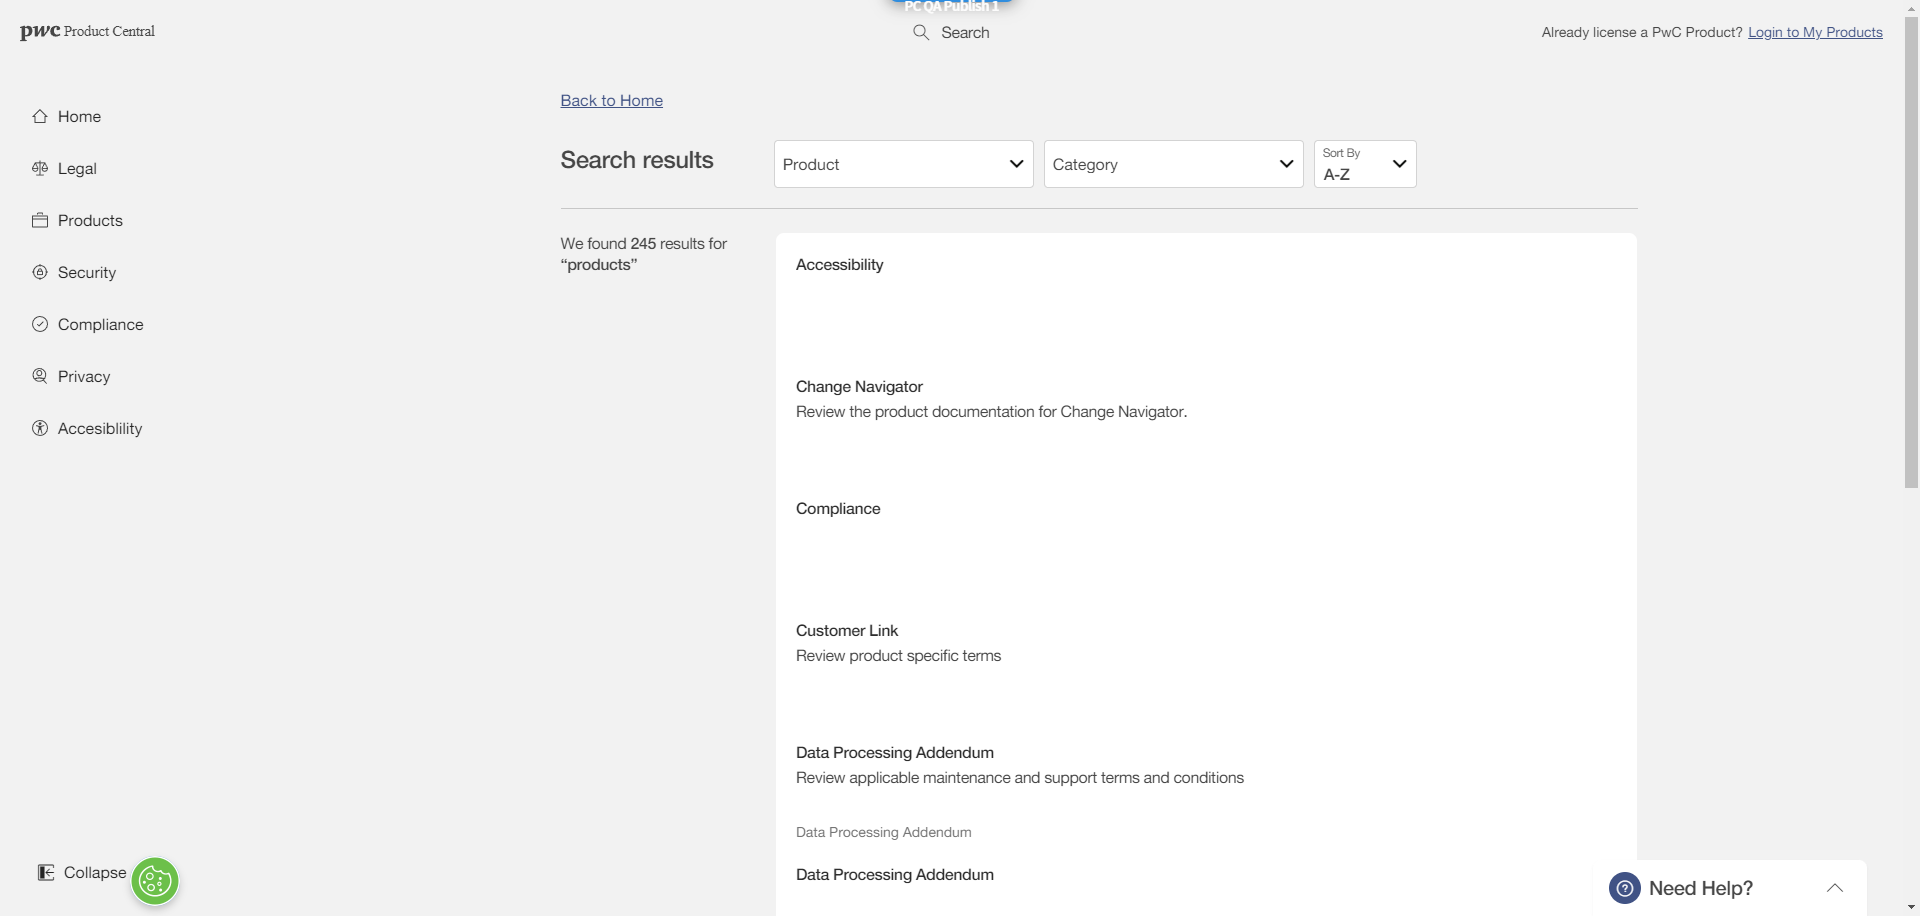 PC QA Publish 1
pwc Product Central
Search
Already license a PwC Product? Login to My Products
Home
Legal
Products
Security
Compliance
Privacy
Accesiblility
Collapse
Back to Home
Search results
Product
Category
Sort By
A-Z
We found 245 results for
“products”
Accessibility
Change Navigator
Review the product documentation for Change Navigator.
Compliance
Customer Link
Review product specific terms
Data Processing Addendum
Review applicable maintenance and support terms and conditions
Data Processing Addendum
Data Processing Addendum
Need Help?